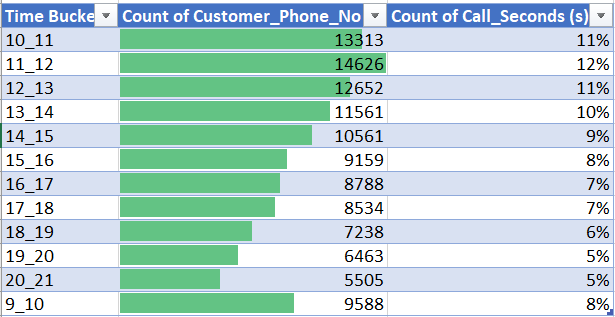 Time Bucke Count of Customer_Phone_No Count of Call_Seconds (s)
10_11 13313 11%
11_12 14626 12%
12_13 12652 11%
13_14 11561 10%
14_15 10561 9%
15_16 9159 8%
16_17 8788 7%
17_18 8534 7%
18_19 7238 6%
19_20 6463 5%
20_21 5505 5%
9_10 9588 8%